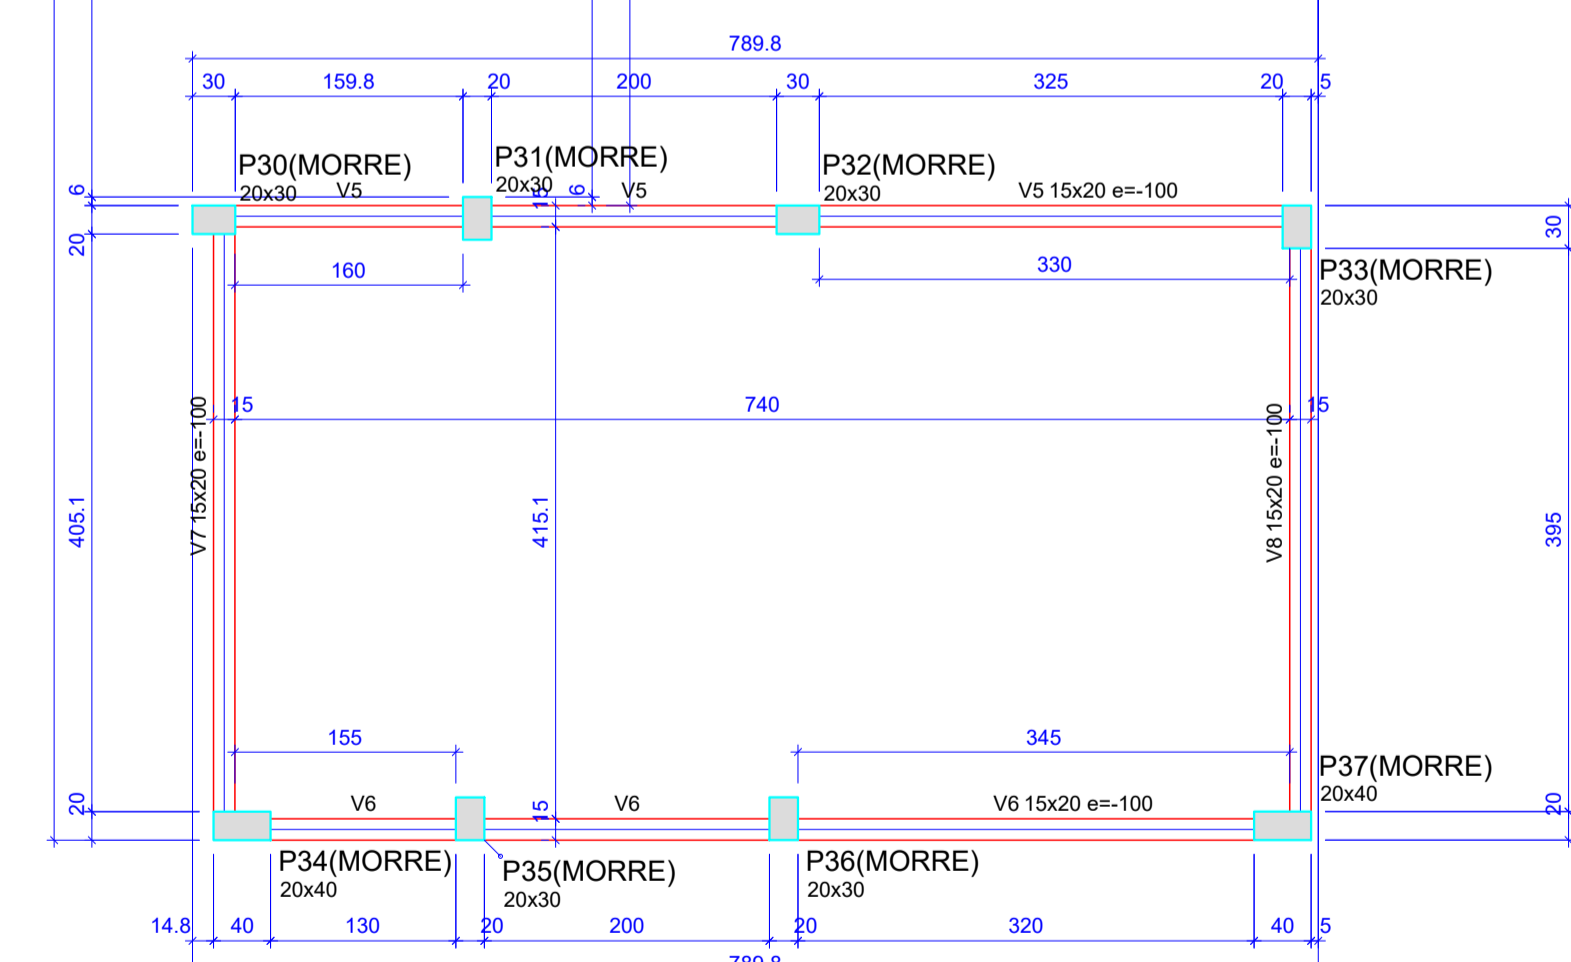 789.8
30 159.8 20 200 30 325 20 5
P30(MORRE)
20x30
V5
P31(MORRE)
20x30
15
6
V5
P32(MORRE)
20x30
V5 15x20 e=-100
6
20
30
160
330
P33(MORRE)
20x30
15 740 15
V7 15x20 e=-100
V8 15x20 e=-100
405.1
415.1
395
155
345
P37(MORRE)
20x40
20
V6
15
V6
V6 15x20 e=-100
20
P34(MORRE)
20x40
P35(MORRE)
20x30
P36(MORRE)
20x30
14.8 40 130 20 200 20 320 40 5
789.8